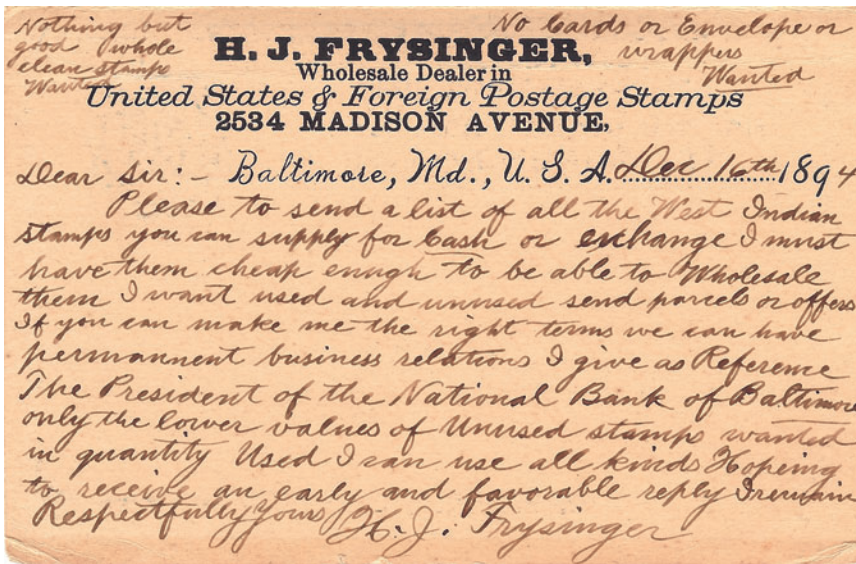 Nothing but
good whole
clean stamps
Wanted
No Cards or Envelope or
wrappers
Wanted
H. J. FRYSINGER,
Wholesale Dealer in
United States & Foreign Postage Stamps
2534 MADISON AVENUE,
Dear Sir:- Baltimore, Md., U. S. A. Dec 16th 1894
Please to send a list of all the West Indian
stamps you can supply for Cash or exchange I must
have them cheap enugh to be able to Wholesale
them I want used and unused send parcels or offers
If you can make me the right terms we can have
permannent business relations I give as Reference
The President of the National Bank of Baltimore
only the lower values of Unused stamps wanted
in quantity Used I can use all kinds Hopeing
to receive an early and favorable reply I remain
Respectfully Yours H. J. Frysinger